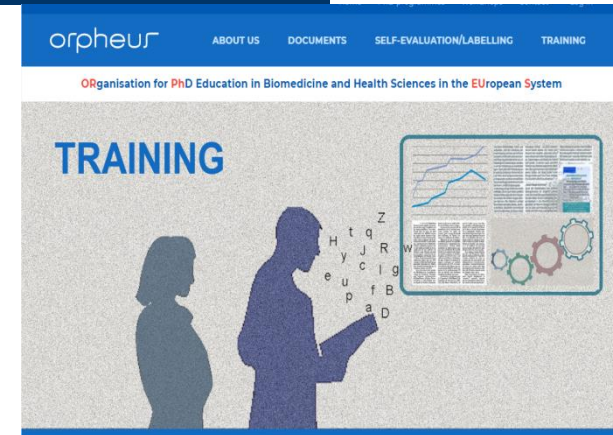 orpheus
ABOUT US DOCUMENTS SELF-EVALUATION/LABELLING TRAINING
ORganisation for PhD Education in Biomedicine and Health Sciences in the EUropean System
TRAINING
Z
t q
H J R W
y c I g
e u f B
p a D